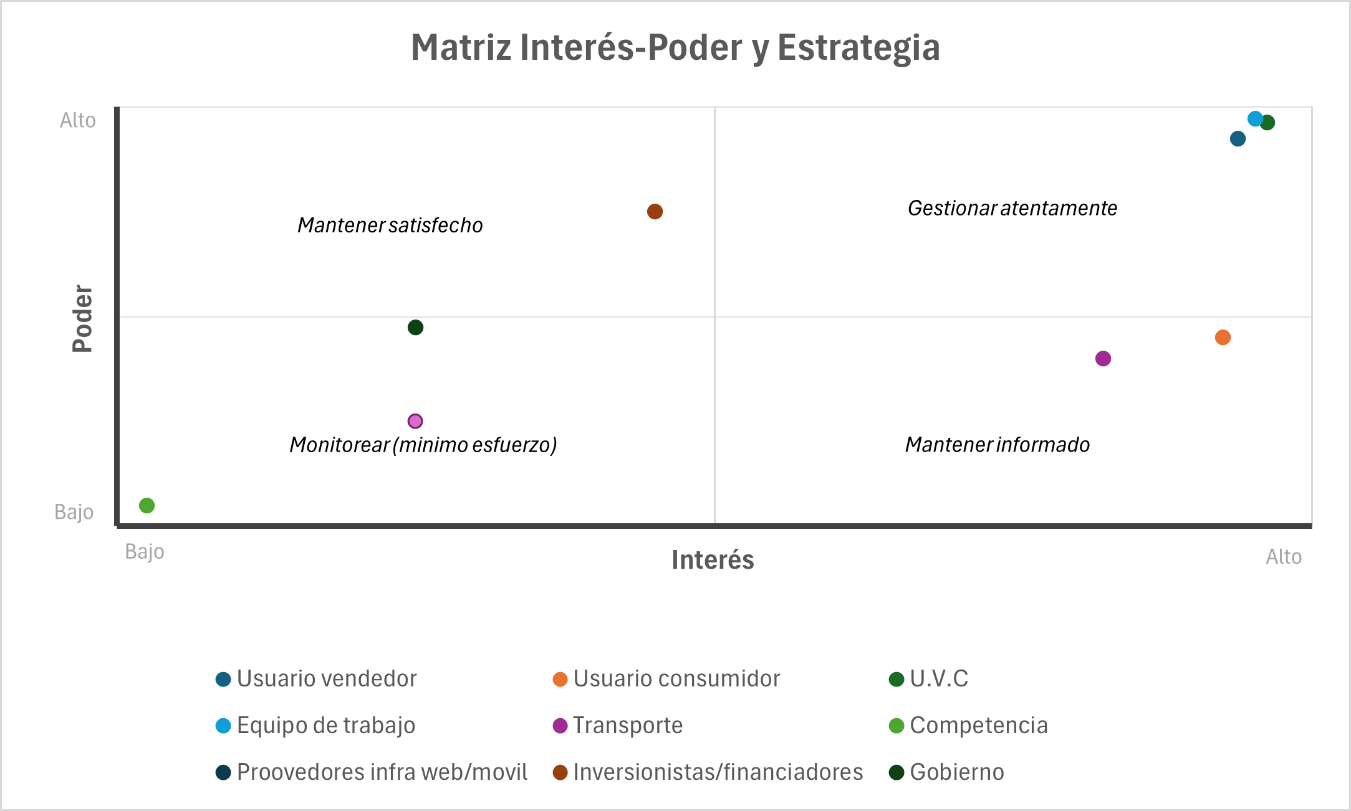 Matriz Interés-Poder y Estrategia
Alto
Mantener satisfecho
Gestionar atentamente
Poder
Monitorear (minimo esfuerzo)
Mantener informado
Bajo
Bajo
Interés
Alto
Usuario vendedor
Usuario consumidor
U.V.C
Equipo de trabajo
Transporte
Competencia
Proovedores infra web/movil
Inversionistas/financiadores
Gobierno